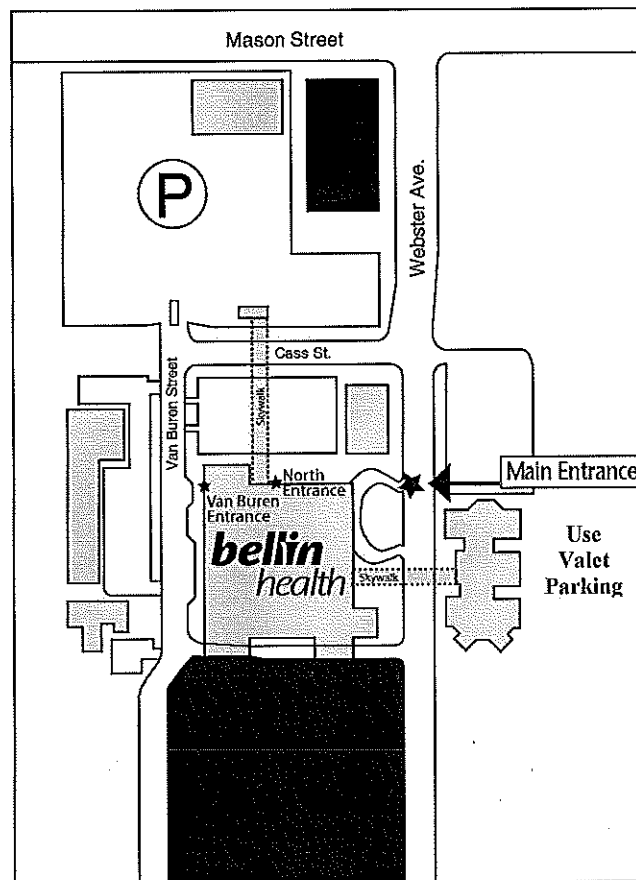 Mason Street
P
Webster Ave.
Cass St.
Van Buren Street
Skywalk
North
Entrance
Main Entrance
Van Buren
Entrance
bellin
health
Skywalk
Use
Valet
Parking